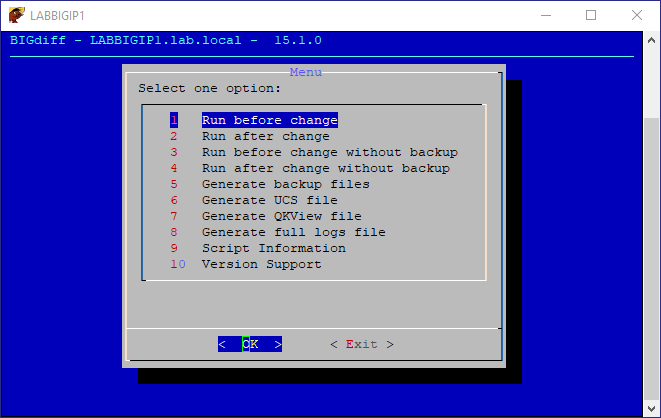 LABBIGIP1
BIGdiff - LABBIGIP1.lab.local - 15.1.0
Menu
Select one option:
1 Run before change
2 Run after change
3 Run before change without backup
4 Run after change without backup
5 Generate backup files
6 Generate UCS file
7 Generate QKView file
8 Generate full logs file
9 Script Information
10 Version Support
< OK > < Exit >